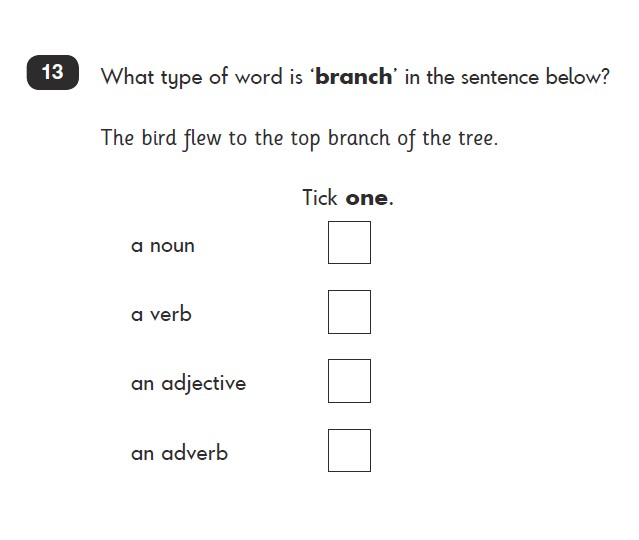 13 What type of word is ‘branch’ in the sentence below?
The bird flew to the top branch of the tree.
Tick one.
a noun
a verb
an adjective
an adverb